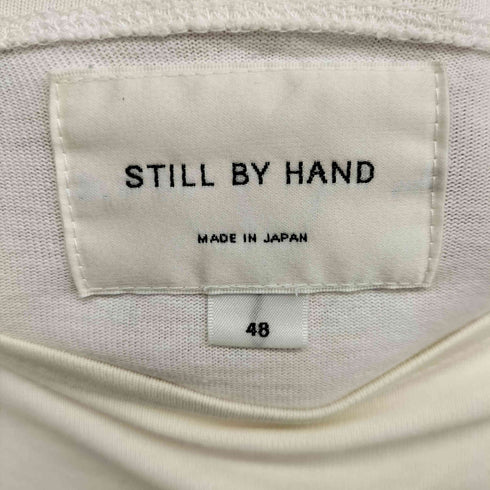 STILL BY HAND
MADE IN JAPAN
48